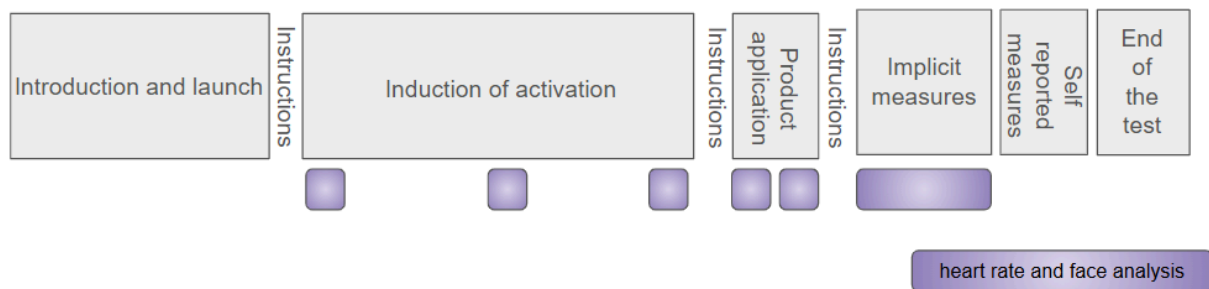 Introduction and launch
Instructions
Induction of activation
Instructions
Product
application
Instructions
Implicit
measures
Self
reported
measures
End
of
the
test
heart rate and face analysis